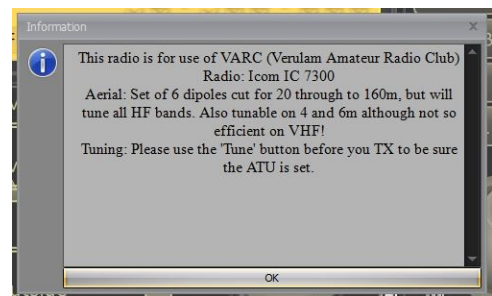 Information
x
This radio is for use of VARC (Verulam Amateur Radio Club)
Radio: Icom IC 7300
Aerial: Set of 6 dipoles cut for 20 through to 160m, but will
tune all HF bands. Also tunable on 4 and 6m although not so
efficient on VHF!
Tuning: Please use the 'Tune' button before you TX to be sure
the ATU is set.
OK